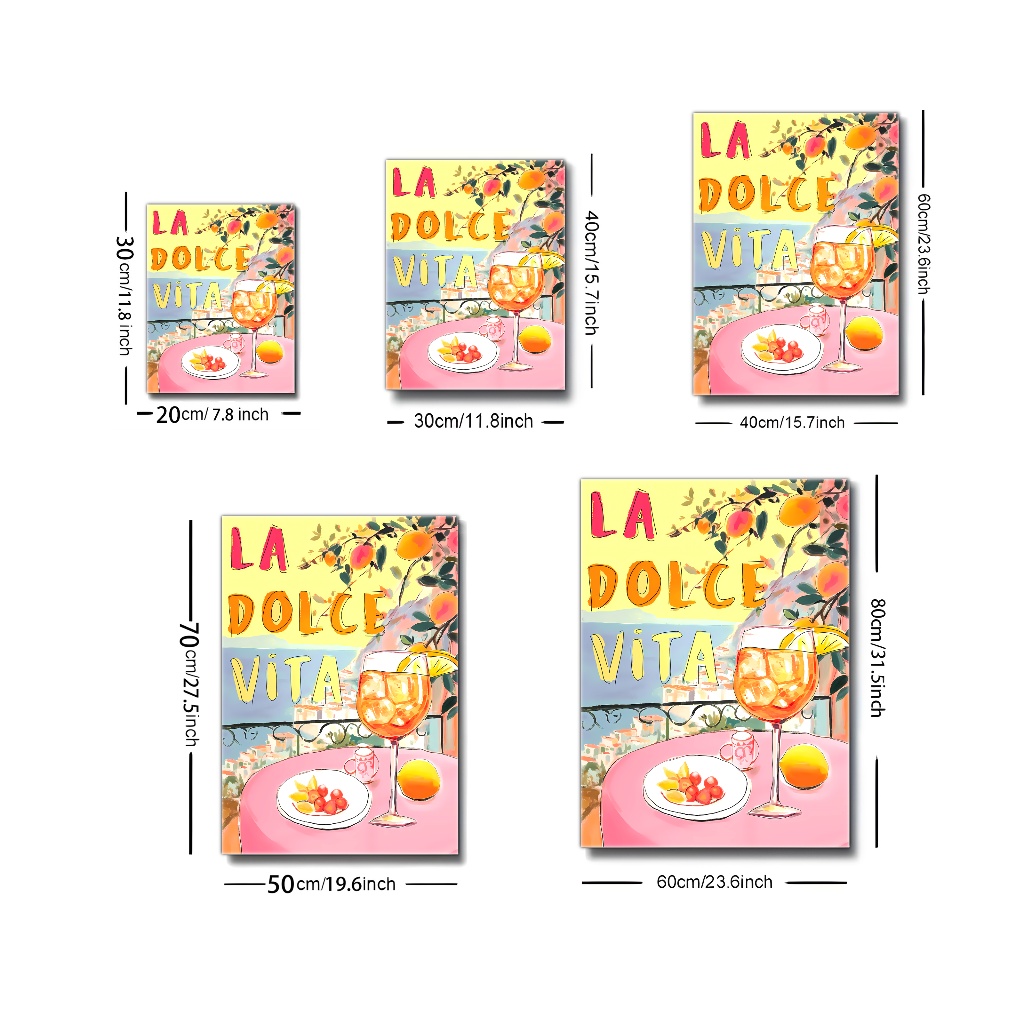 LA
DOLCE
ViTA
30cm/11.8 inch
20cm/ 7.8 inch
LA
DOLCE
ViTA
40cm/15.7inch
30cm/11.8inch
LA
DOLCE
ViTA
60cm/23.6inch
40cm/15.7inch
LA
DOLCE
ViTA
70cm/27.5inch
50cm/19.6inch
LA
DOLCE
ViTA
80cm/31.5inch
60cm/23.6inch